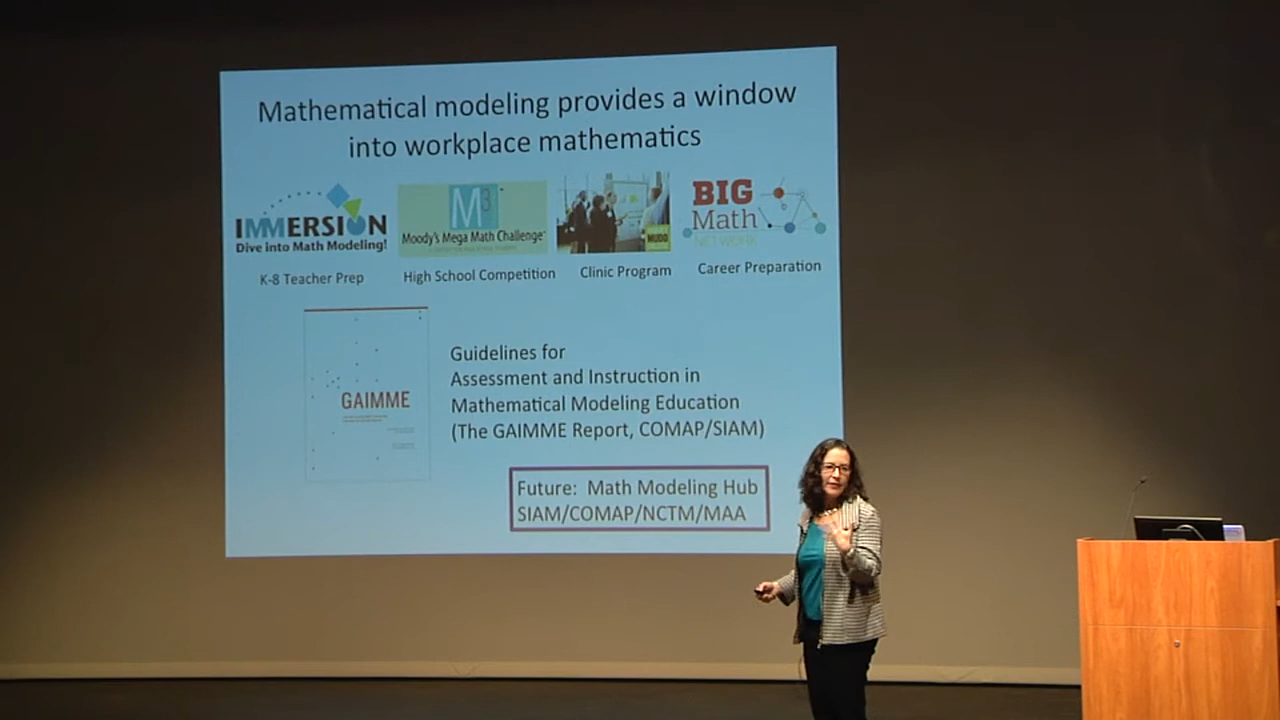 Mathematical modeling provides a window
into workplace mathematics
IMMERSION
Dive into Math Modeling!
M3
Moody's Mega Math Challenge
MUDD
BIG
Math
NETWORK
K-8 Teacher Prep
High School Competition
Clinic Program
Career Preparation
GAIMME
Guidelines for
Assessment and Instruction in
Mathematical Modeling Education
(The GAIMME Report, COMAP/SIAM)
Future: Math Modeling Hub
SIAM/COMAP/NCTM/MAA